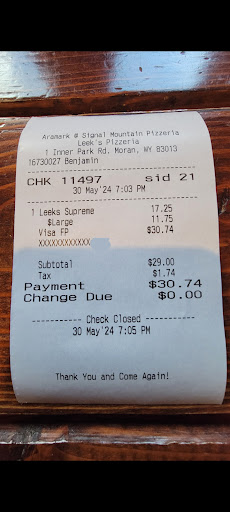 Aramark @ Signal Mountain Pizzeria
Leek's Pizzeria
1 Inner Park Rd. Moran, WY 83013
16730027 Benjamin
CHK 11497 sid 21
30 May'24 7:03 PM
1 Leeks Supreme 17.25
$Large 11.75
Visa FP $30.74
XXXXXXXXXXXX
Subtotal $29.00
Tax $1.74
Payment $30.74
Change Due $0.00
----------- Check Closed -----------
30 May'24 7:05 PM
Thank You and Come Again!